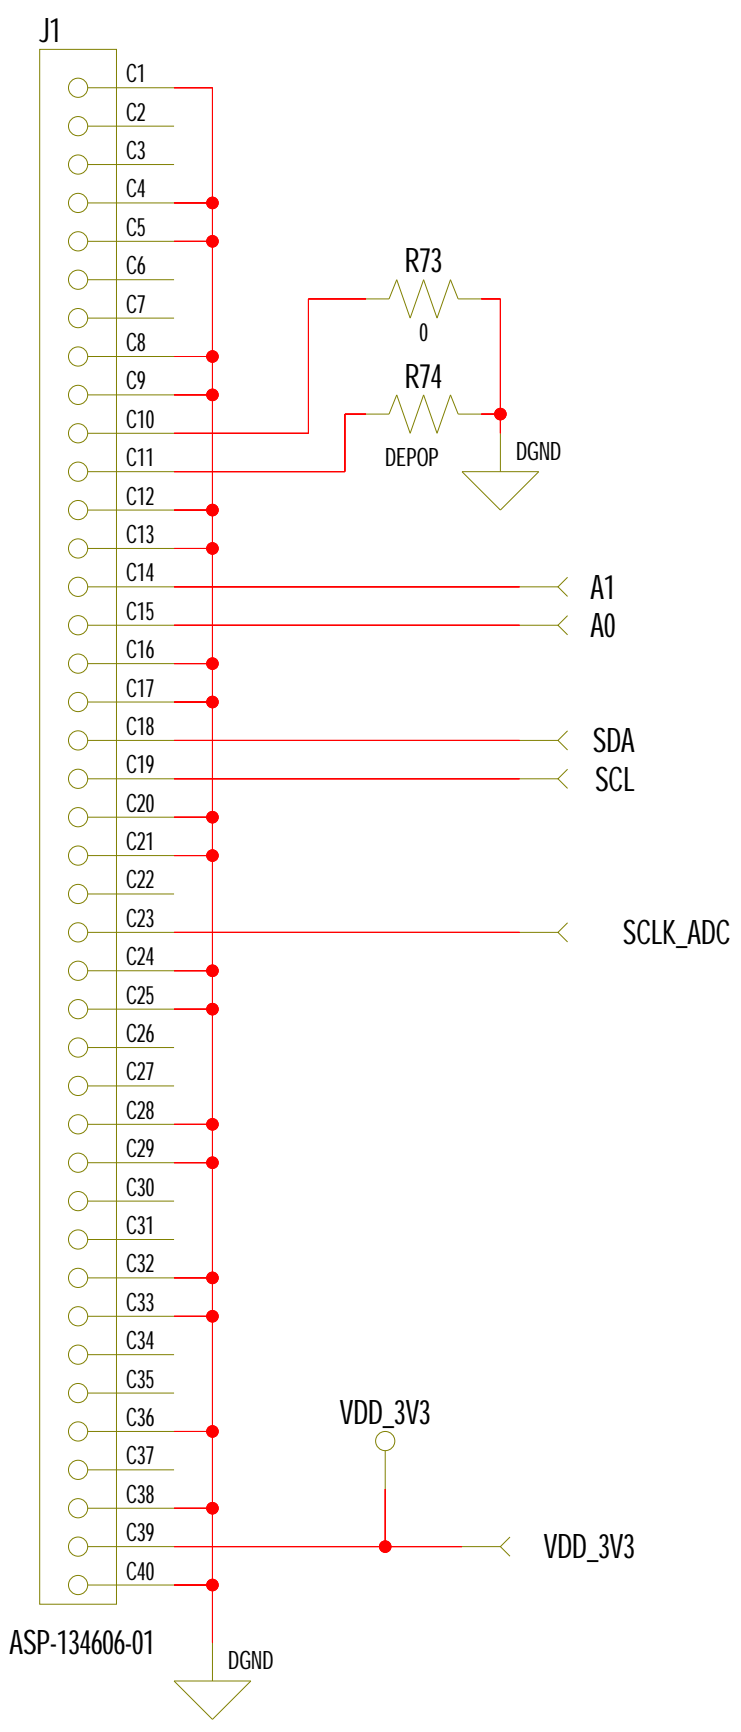 J1
C1
C2
C3
C4
C5
C6
R73
C7
0
C8
C9
R74
C10
C11
DEPOP
DGND
C12
C13
C14
A1
C15
A0
C16
C17
C18
SDA
C19
SCL
C20
C21
C22
C23
SCLK_ADC
C24
C25
C26
C27
C28
C29
C30
C31
C32
C33
C34
C35
C36
VDD_3V3
C37
C38
C39
VDD_3V3
C40
ASP-134606-01
DGND